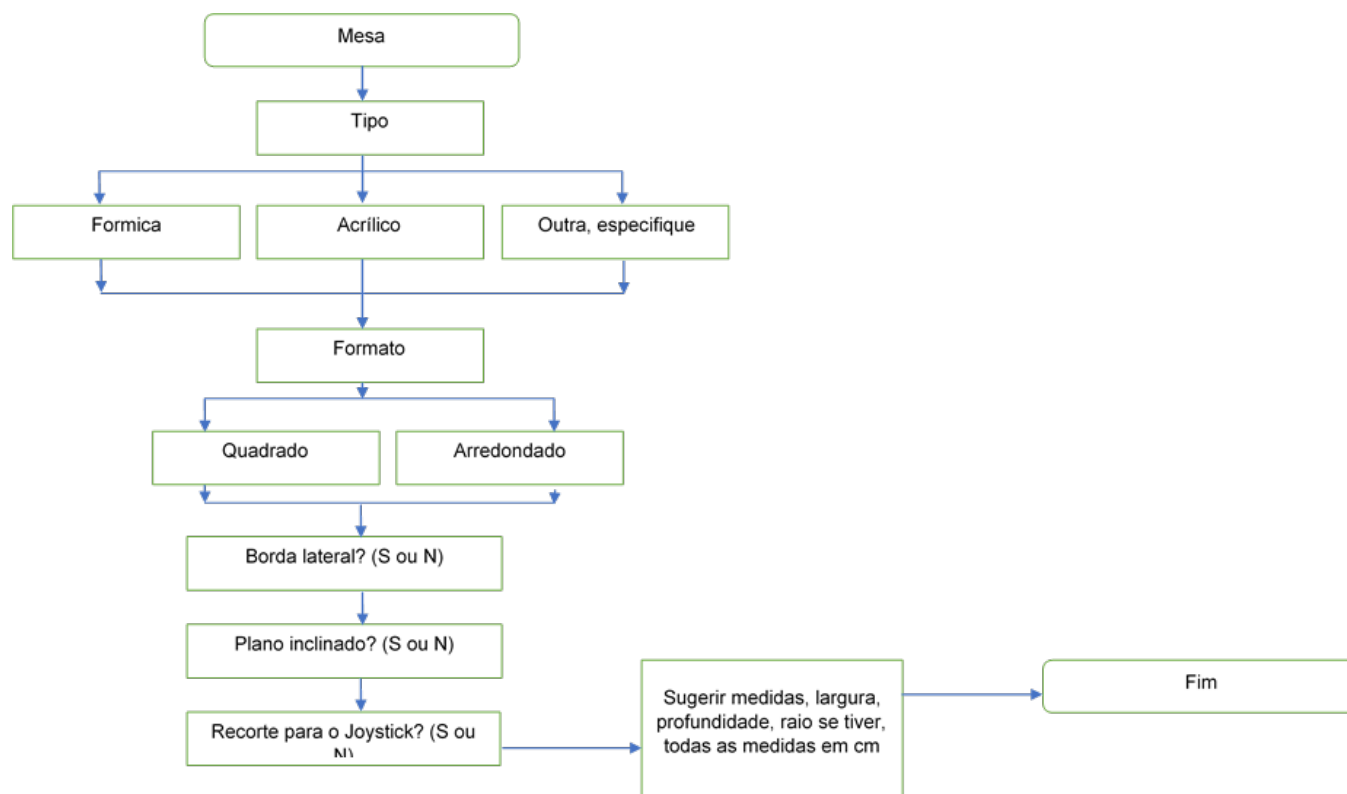 Mesa
Tipo
Formica
Acrílico
Outra, especifique
Formato
Quadrado
Arredondado
Borda lateral? (S ou N)
Plano inclinado? (S ou N)
Recorte para o Joystick? (S ou
N)
Sugerir medidas, largura,
profundidade, raio se tiver,
todas as medidas em cm
Fim